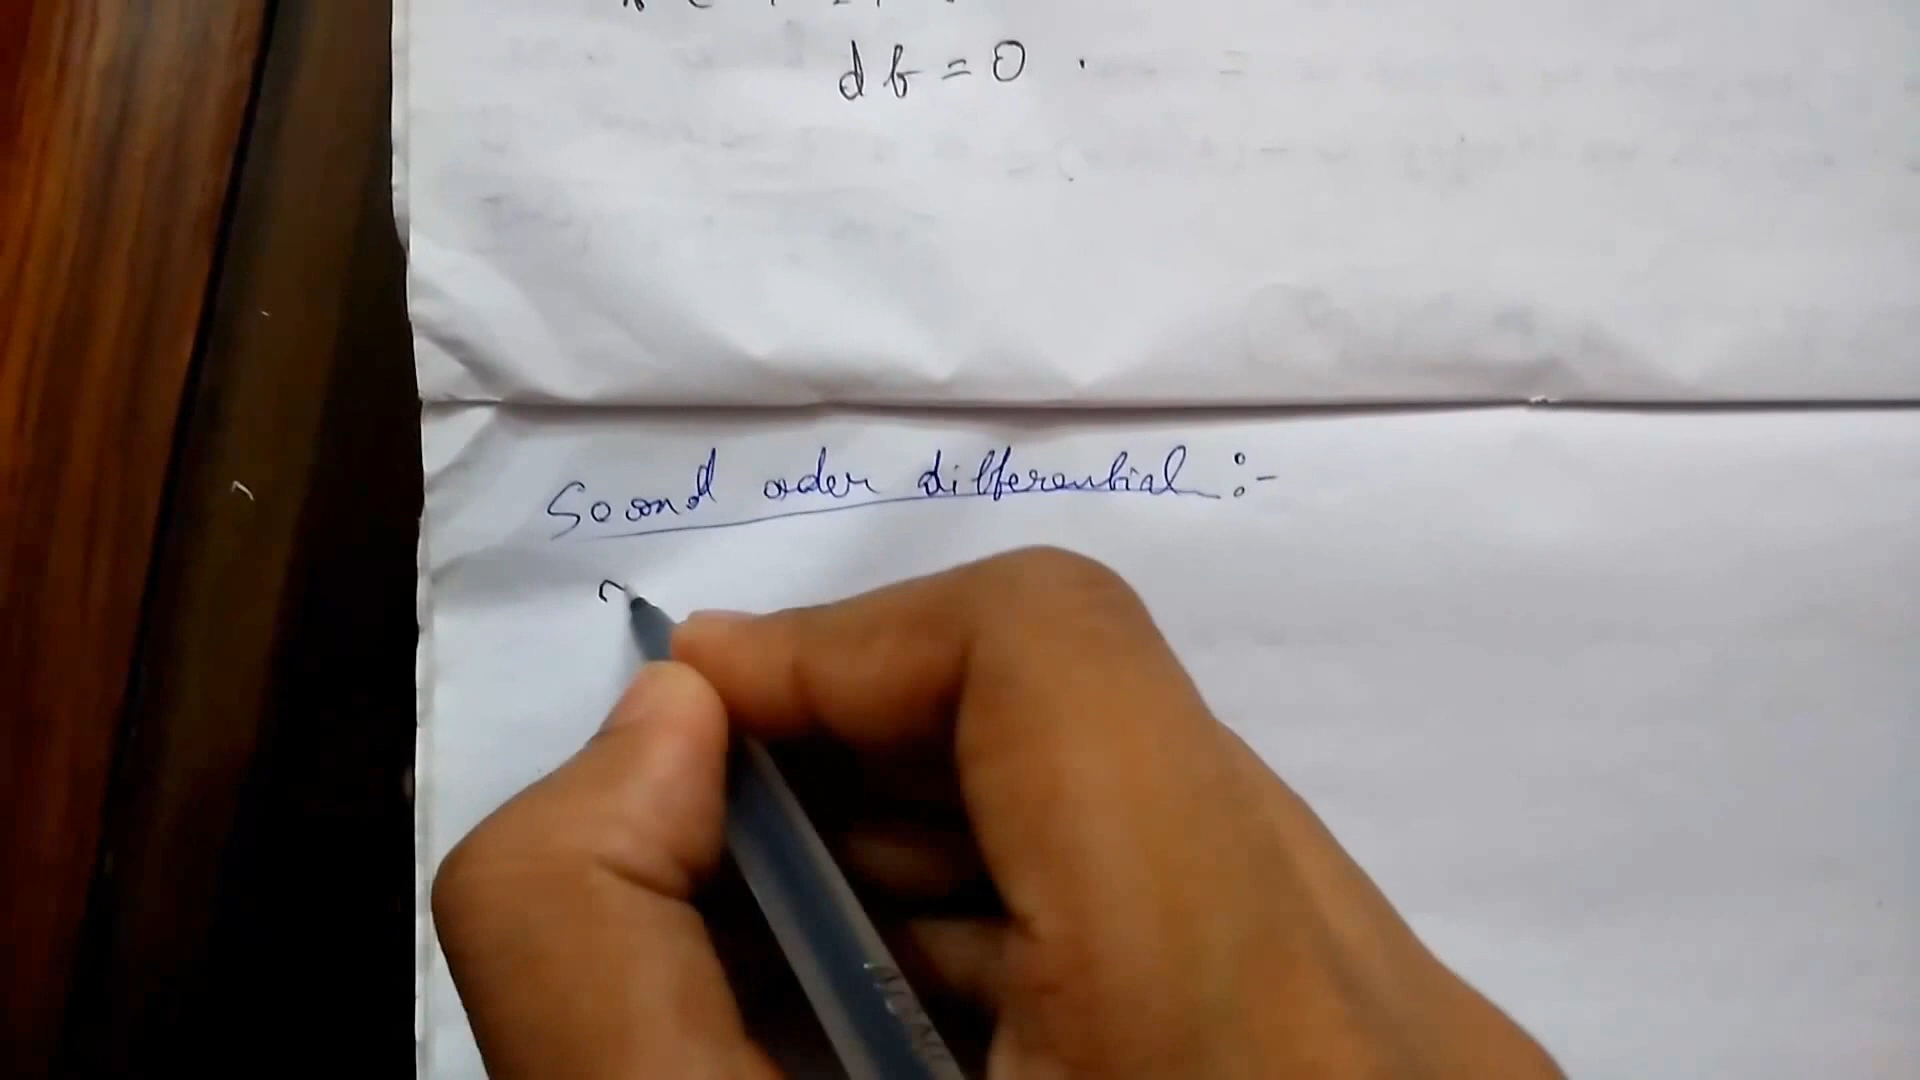 df = 0 .
Second order differential :-